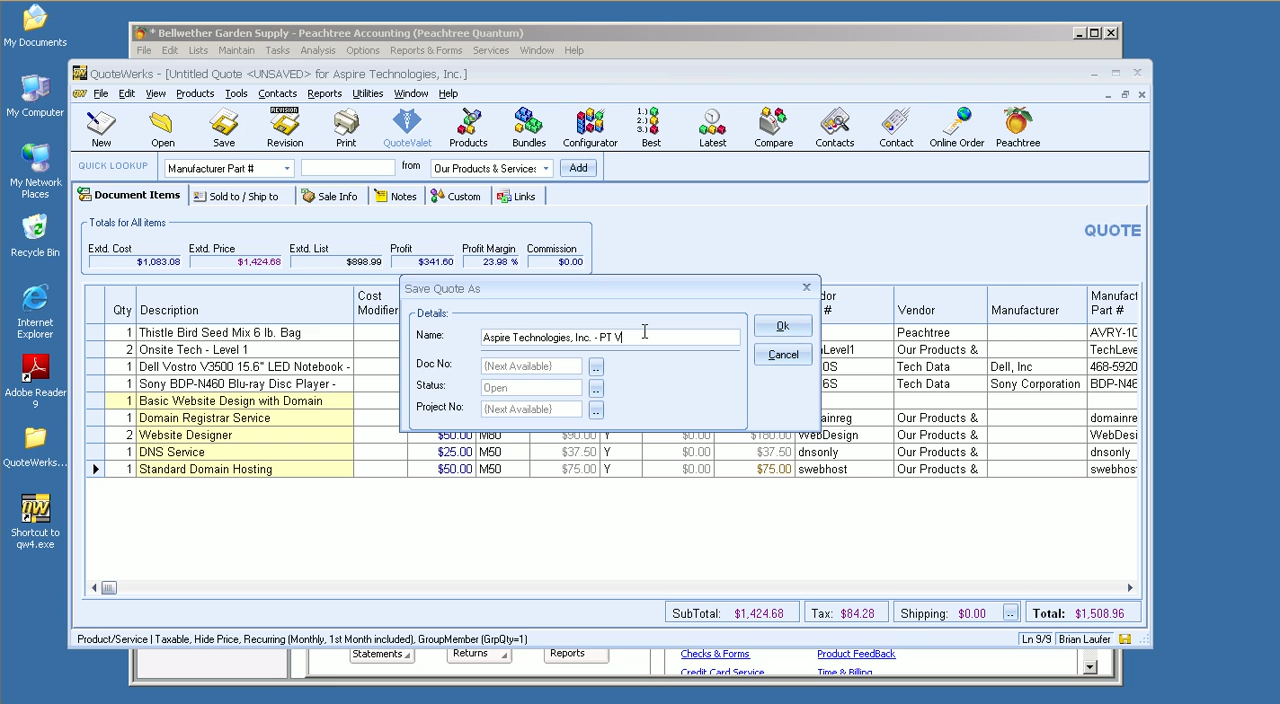 My Documents
My Computer
My Network
Places
Recycle Bin
Internet
Explorer
Adobe Reader
9
QuoteWerks...
Shortcut to
qw4.exe
* Bellwether Garden Supply - Peachtree Accounting (Peachtree Quantum)
File Edit Lists Maintain Tasks Analysis Options Reports & Forms Services Window Help
QuoteWerks - [Untitled Quote <UNSAVED> for Aspire Technologies, Inc.]
File Edit View Products Tools Contacts Reports Utilities Window Help
REVISION
1.)
2.)
3.)
New Open Save Revision Print QuoteValet Products Bundles Configurator Best Latest Compare Contacts Contact Online Order Peachtree
QUICK LOOKUP Manufacturer Part # from Our Products & Services: Add
Document Items Sold to / Ship to Sale Info Notes Custom Links
Totals for All items
Extd. Cost Extd. Price Extd. List Profit Profit Margin Commission
$1,083.08 $1,424.68 $898.99 $341.60 23.98 % $0.00
QUOTE
Save Quote As
Details:
Name: Aspire Technologies, Inc. - PT V
Doc No: {Next Available} ..
Status: Open ..
Project No: {Next Available} ..
Ok
Cancel
Qty Description Cost Modifier dor # Vendor Manufacturer Manufact Part #
1 Thistle Bird Seed Mix 6 lb. Bag Peachtree AVRY-10
2 Onsite Tech - Level 1 Level1 Our Products & TechLeve
1 Dell Vostro V3500 15.6" LED Notebook - 0S Tech Data Dell, Inc 468-5920
1 Sony BDP-N460 Blu-ray Disc Player - 6S Tech Data Sony Corporation BDP-N46
1 Basic Website Design with Domain
1 Domain Registrar Service domainreg Our Products & domainre
2 Website Designer $50.00 M80 $90.00 Y $0.00 $180.00 WebDesign Our Products & WebDesi
1 DNS Service $25.00 M50 $37.50 Y $0.00 $37.50 dnsonly Our Products & dnsonly
1 Standard Domain Hosting $50.00 M50 $75.00 Y $0.00 $75.00 swebhost Our Products & swebhost
SubTotal: $1,424.68 Tax: $84.28 Shipping: $0.00 .. Total: $1,508.96
Product/Service | Taxable, Hide Price, Recurring (Monthly, 1st Month included), GroupMember (GrpQty=1) Ln 9/9 Brian Laufer
Statements Returns Reports Checks & Forms Product FeedBack
Credit Card Service Time & Billing